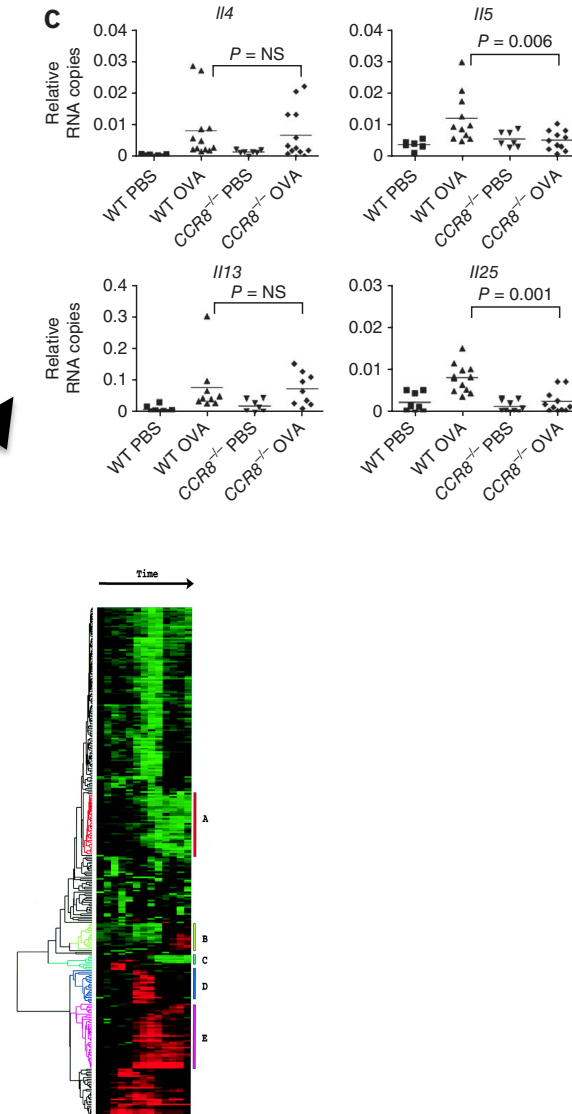 C
Il4
Relative
RNA copies
0.04
0.03
0.02
0.01
0
P = NS
WT PBS
WT OVA
CCR8−/− PBS
CCR8−/− OVA
Il5
0.04
0.03
0.02
0.01
0
P = 0.006
WT PBS
WT OVA
CCR8−/− PBS
CCR8−/− OVA
Il13
Relative
RNA copies
0.4
0.3
0.2
0.1
0
P = NS
WT PBS
WT OVA
CCR8−/− PBS
CCR8−/− OVA
Il25
0.03
0.01
0.01
0
P = 0.001
WT PBS
WT OVA
CCR8−/− PBS
CCR8−/− OVA
Time
A
B
C
D
E